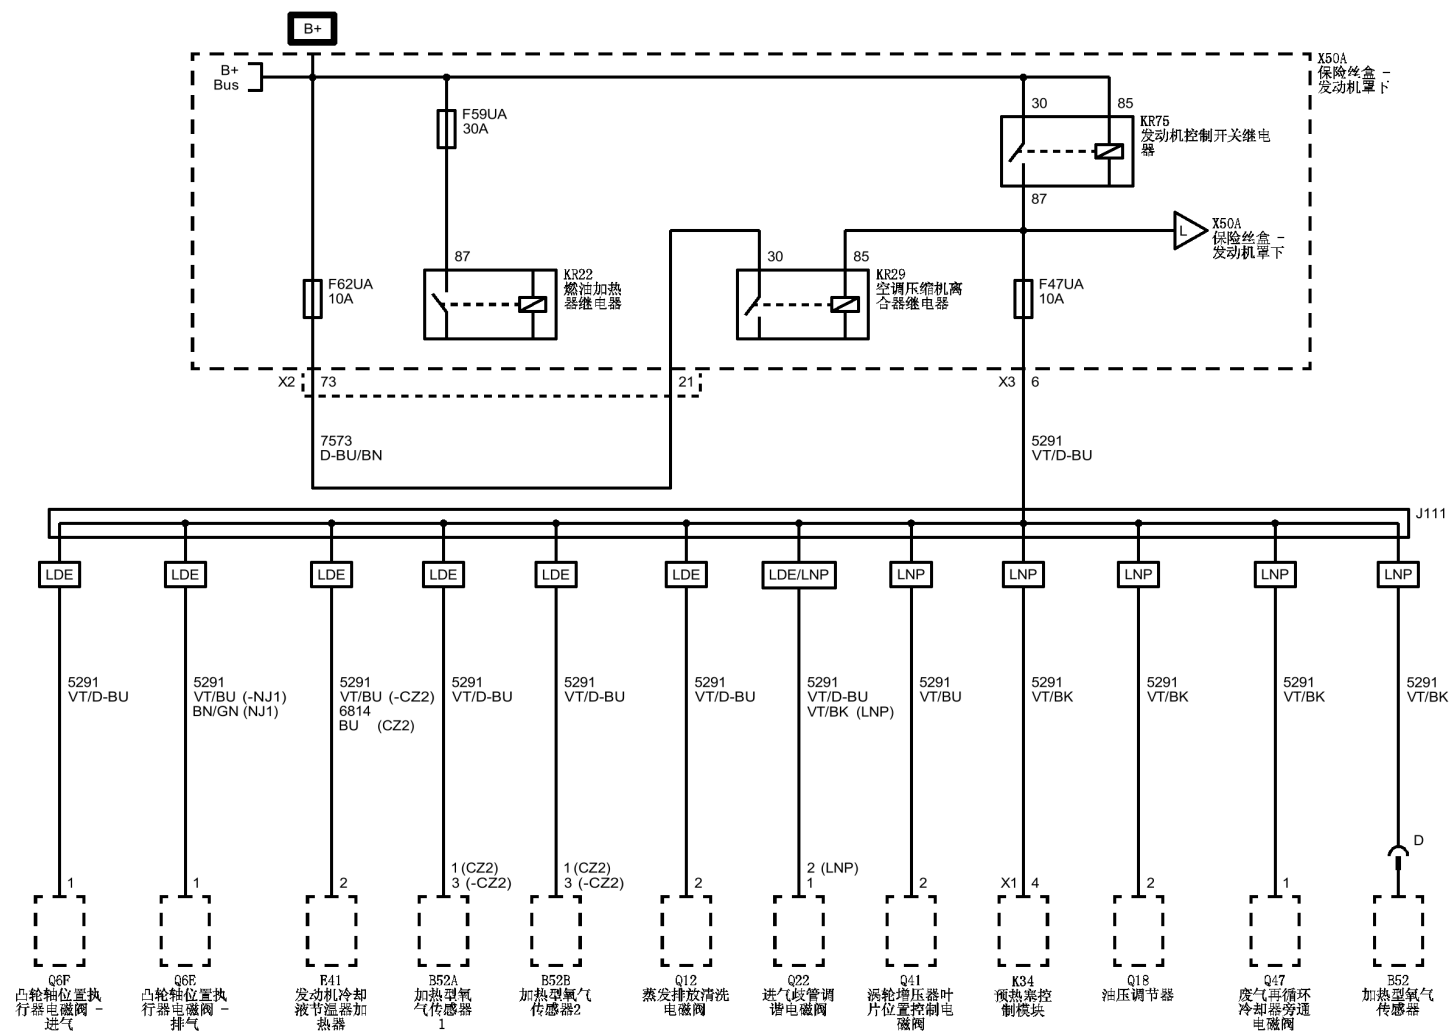 B+
B+
Bus
X50A
保险丝盒 -
发动机罩下
F59UA
30A
30
85
KR75
发动机控制开关继电
器
87
L
X50A
保险丝盒 -
发动机罩下
87
KR22
燃油加热
器继电器
30
85
KR29
空调压缩机离
合器继电器
F62UA
10A
F47UA
10A
X2
73
21
X3
6
7573
D-BU/BN
5291
VT/D-BU
J111
LDE
LDE
LDE
LDE
LDE
LDE
LDE/LNP
LNP
LNP
LNP
LNP
LNP
5291
VT/D-BU
5291
VT/BU (-NJ1)
BN/GN (NJ1)
5291
VT/BU (-CZ2)
6814
BU (CZ2)
5291
VT/D-BU
5291
VT/D-BU
5291
VT/D-BU
5291
VT/D-BU
VT/BK (LNP)
5291
VT/BU
5291
VT/BK
5291
VT/BK
5291
VT/BK
5291
VT/BK
D
1
1
2
1 (CZ2)
3 (-CZ2)
1 (CZ2)
3 (-CZ2)
2
2 (LNP)
1
2
X1
4
2
1
Q6F
凸轮轴位置执
行器电磁阀 -
进气
Q6E
凸轮轴位置执
行器电磁阀 -
排气
E41
发动机冷却
液节温器加
热器
B52A
加热型氧
气传感器
1
B52B
加热型氧气
传感器2
Q12
蒸发排放清洗
电磁阀
Q22
进气歧管调
谐电磁阀
Q41
涡轮增压器叶
片位置控制电
磁阀
K34
预热塞控
制模块
Q18
油压调节器
Q47
废气再循环
冷却器旁通
电磁阀
B52
加热型氧气
传感器